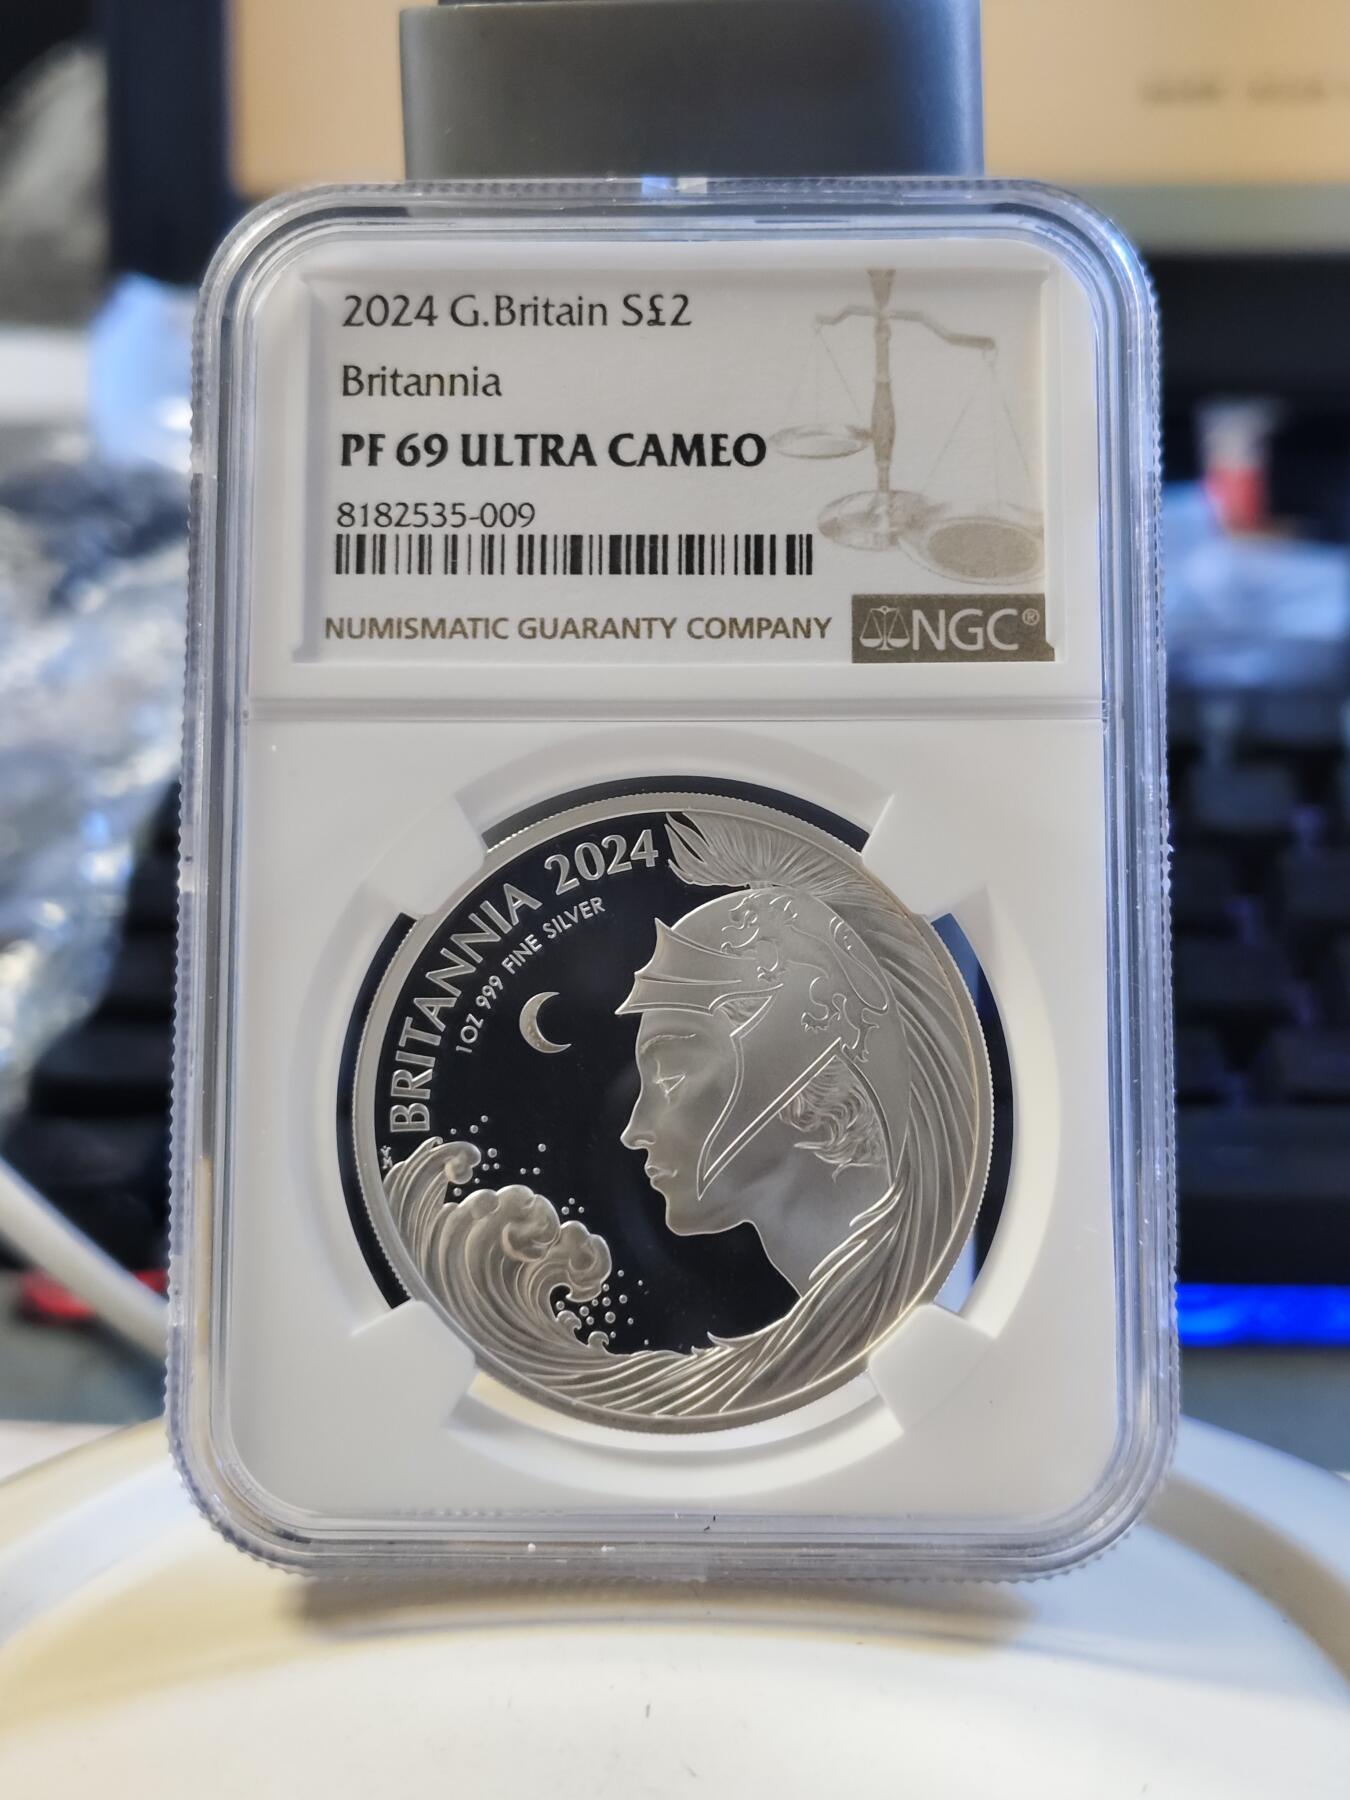 2024 G.Britain S£2
Britannia
PF 69 ULTRA CAMEO
8182535-009
NUMISMATIC GUARANTY COMPANY
NGC®
BRITANNIA 2024
1OZ 999 FINE SILVER